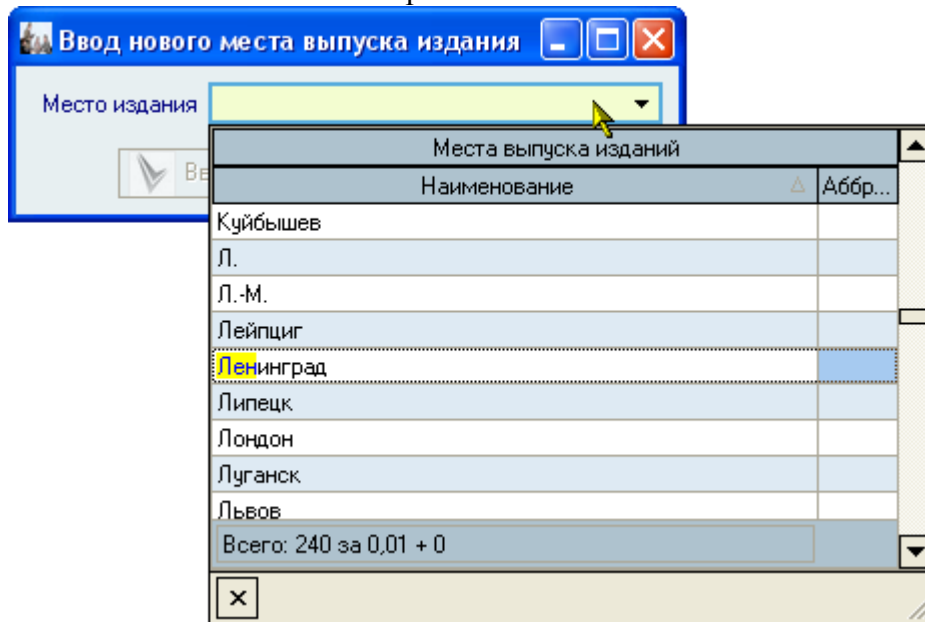 Ввод нового места выпуска издания
Место издания
Места выпуска изданий
Наименование Аббр...
Куйбышев
Л.
Л.-М.
Лейпциг
Ленинград
Липецк
Лондон
Луганск
Львов
Всего: 240 за 0,01 + 0